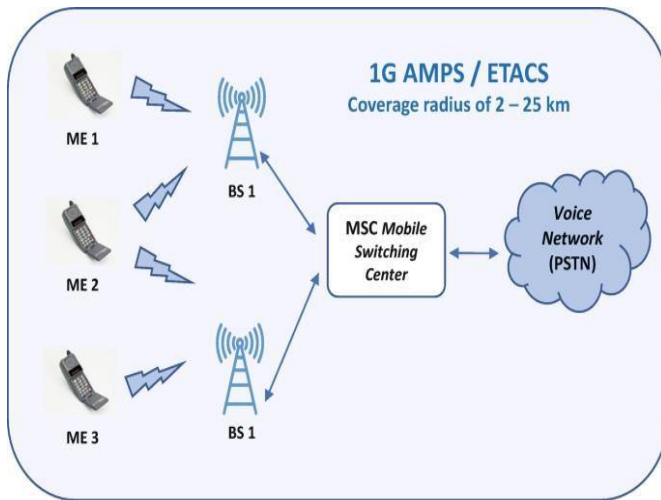 1G AMPS / ETACS
Coverage radius of 2 – 25 km
ME 1
BS 1
ME 2
MSC Mobile
Switching
Center
Voice
Network
(PSTN)
ME 3
BS 1